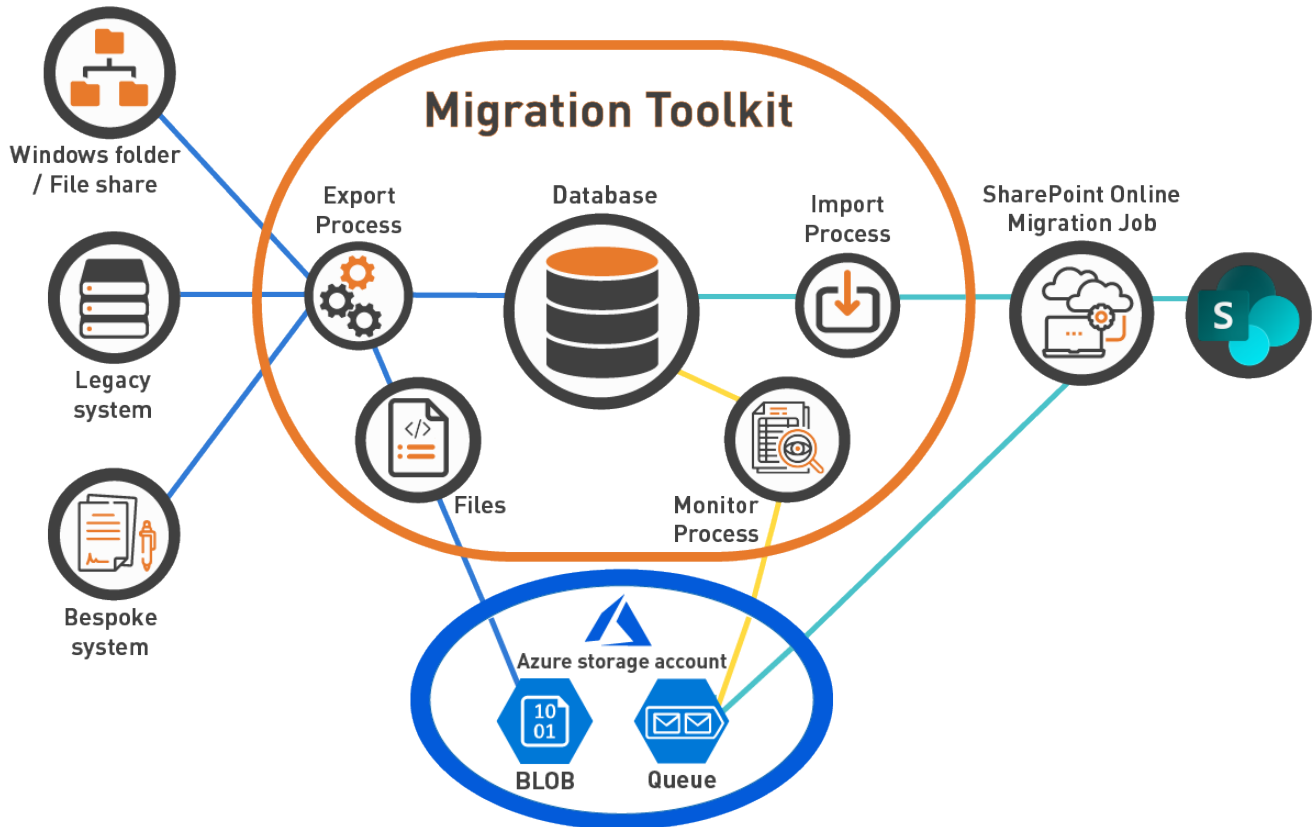 Migration Toolkit
Windows folder
/ File share
Export
Process
Database
Import
Process
SharePoint Online
Migration Job
S
Legacy
system
</>
Files
Monitor
Process
Bespoke
system
Azure storage account
10
01
BLOB
Queue